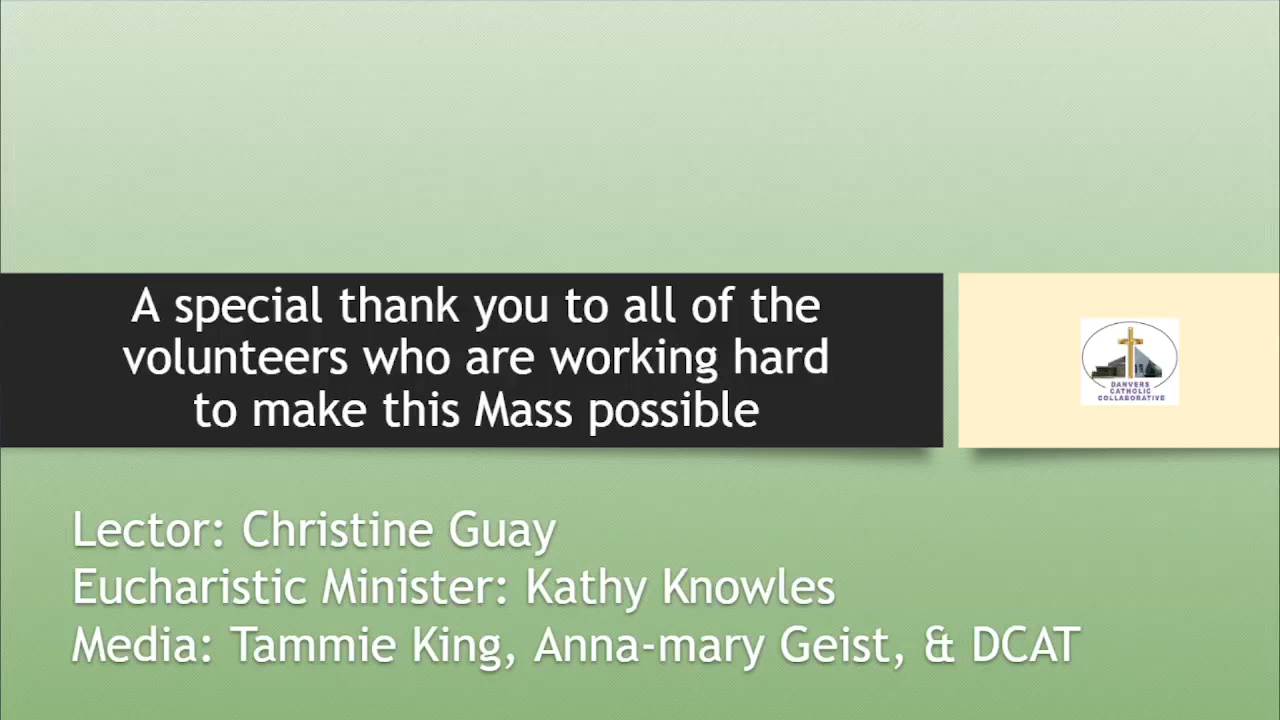 A special thank you to all of the
volunteers who are working hard
to make this Mass possible
DANVERS
CATHOLIC
COLLABORATIVE
Lector: Christine Guay
Eucharistic Minister: Kathy Knowles
Media: Tammie King, Anna-mary Geist, & DCAT